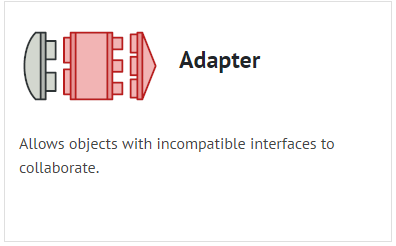 Adapter
Allows objects with incompatible interfaces to
collaborate.